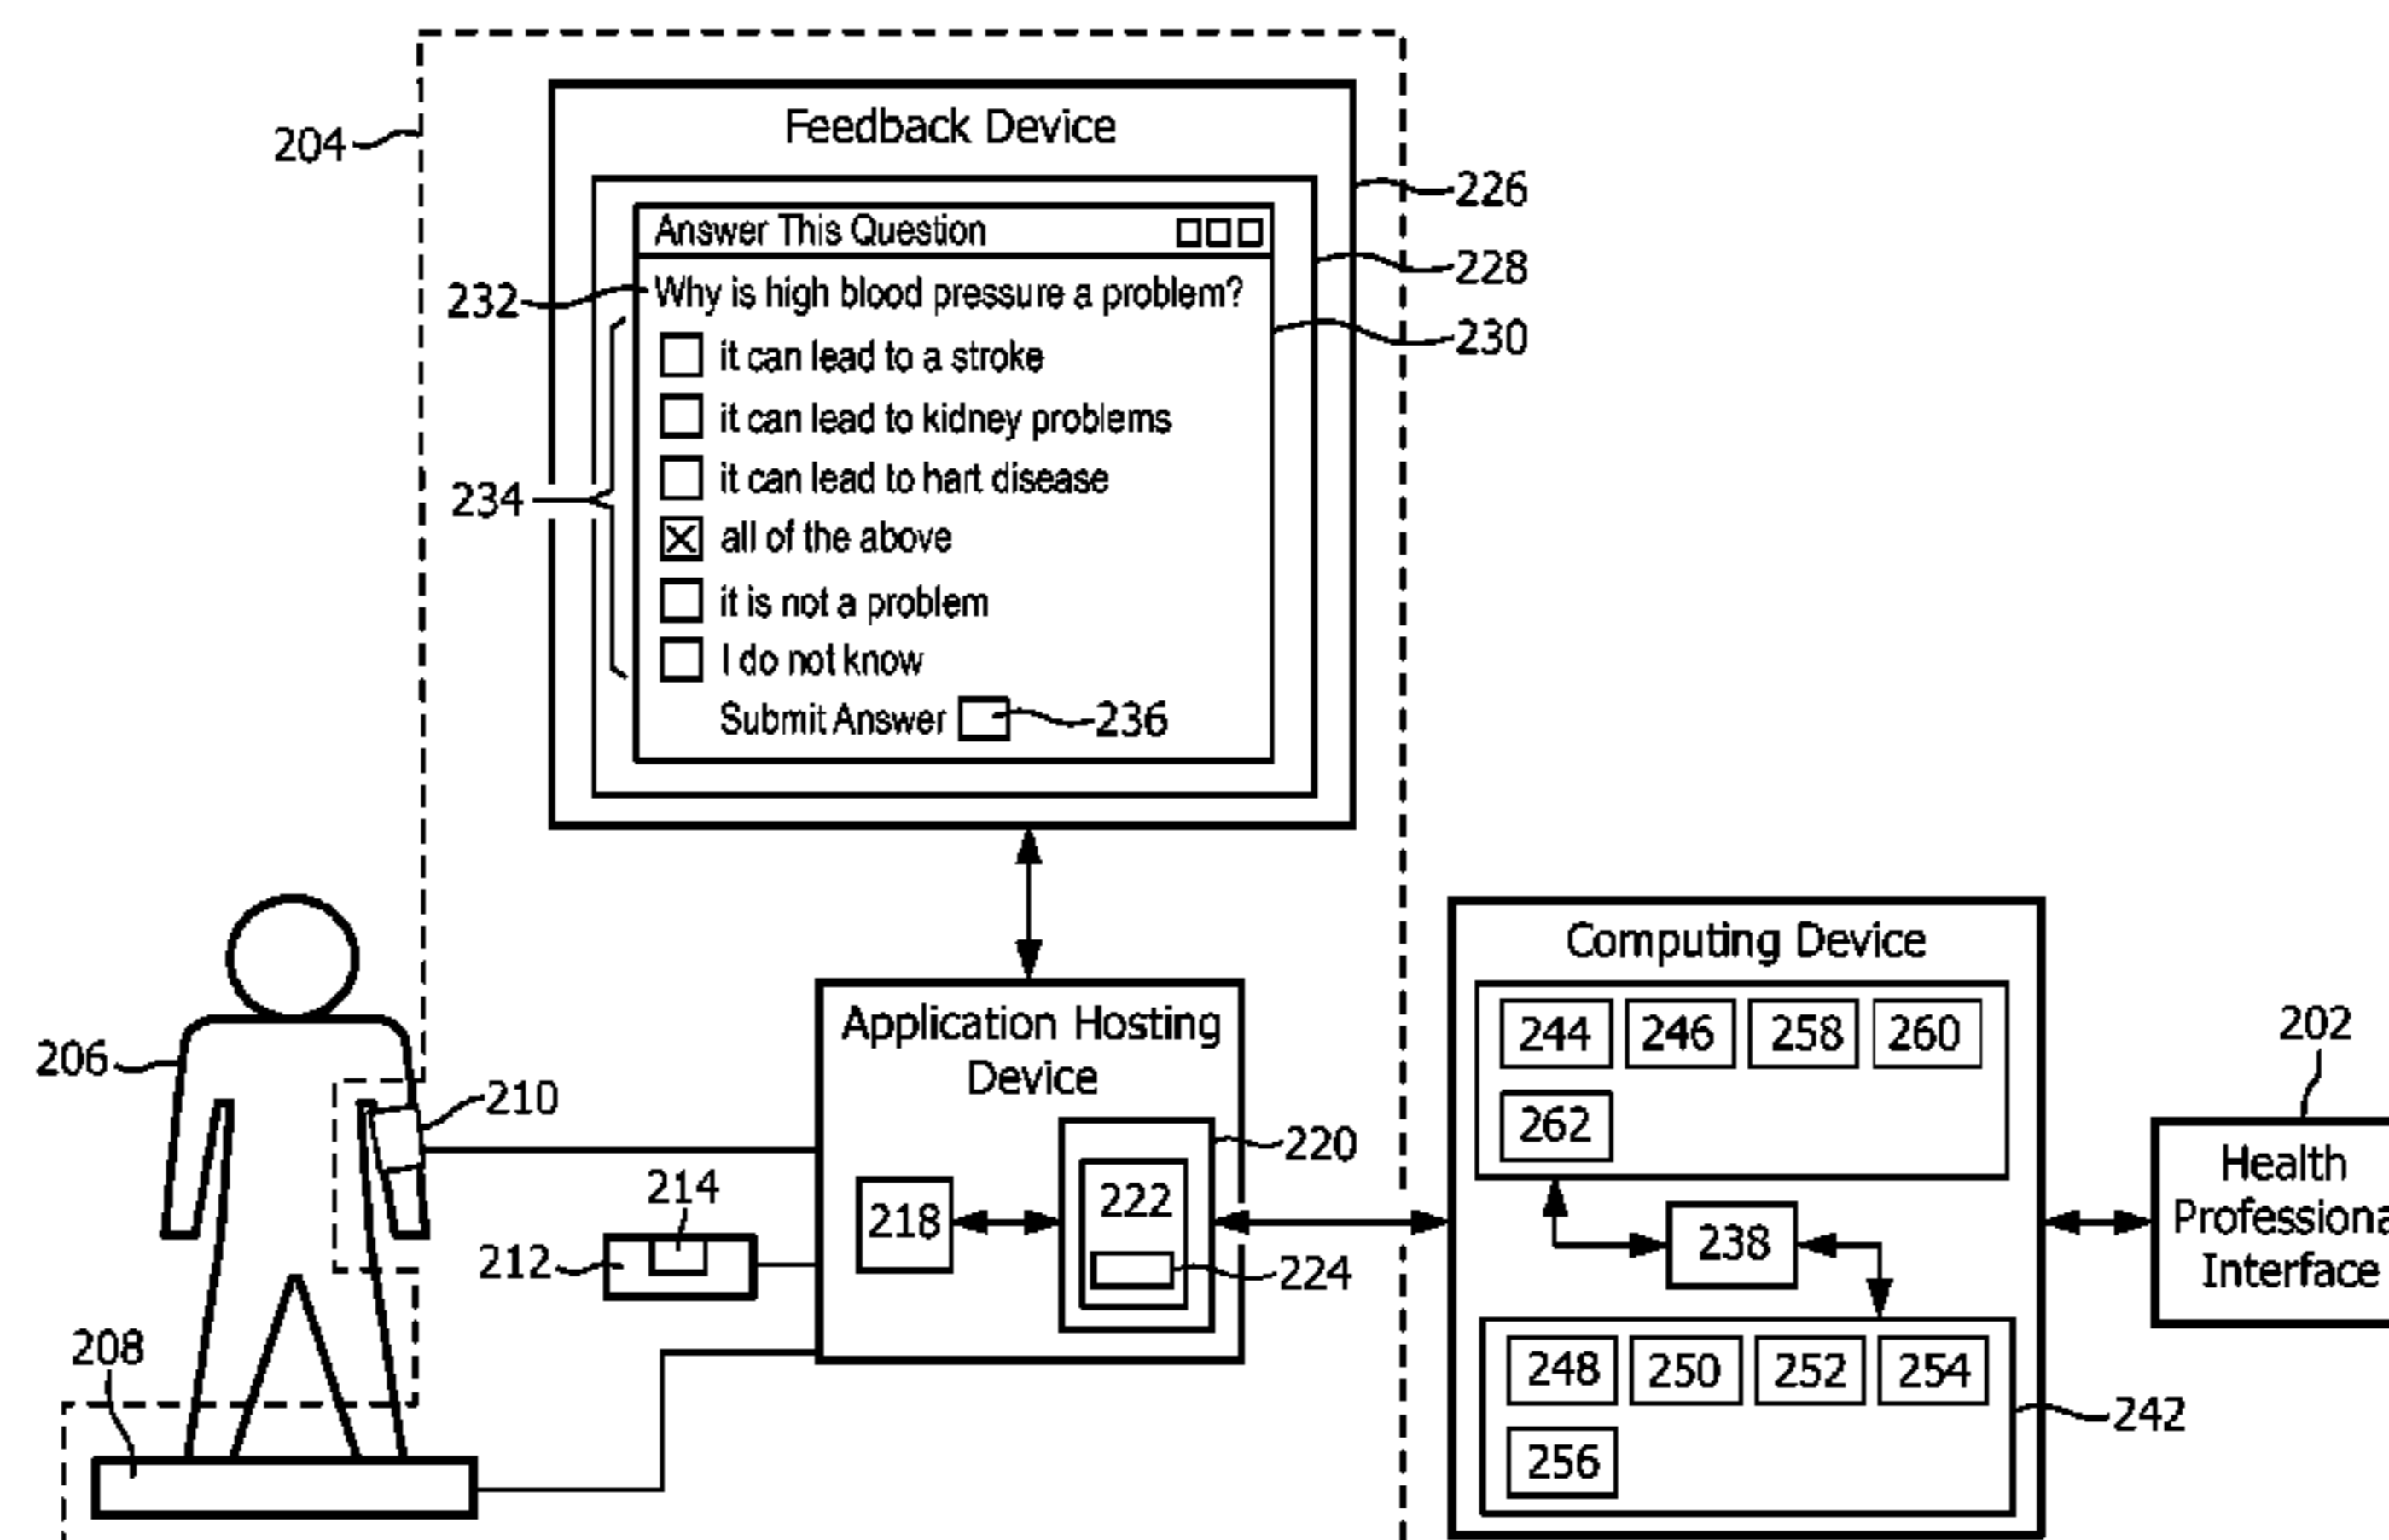 204
Feedback Device
226
Answer This Question
228
232
Why is high blood pressure a problem?
230
it can lead to a stroke
it can lead to kidney problems
it can lead to hart disease
234
all of the above
it is not a problem
I do not know
Submit Answer
236
206
210
214
212
208
Application Hosting
Device
218
220
222
224
Computing Device
244 246 258 260
262
238
248 250 252 254
256
242
202
Health
Professiona
Interface